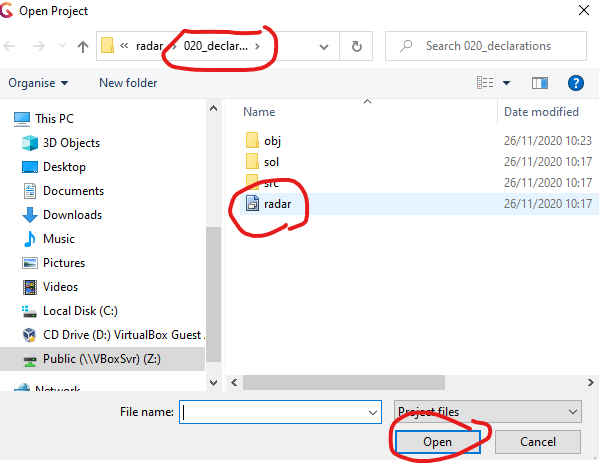 Open Project
« radar › 020_declar... ›
Search 020_declarations
Organise
New folder
Name
Date modified
This PC
3D Objects
Desktop
Documents
Downloads
Music
Pictures
Videos
Local Disk (C:)
CD Drive (D:) VirtualBox Guest
Public (\\VBoxSvr) (Z:)
Network
obj 26/11/2020 10:23
sol 26/11/2020 10:17
src 26/11/2020 10:17
radar 26/11/2020 10:17
File name:
Project files
Open
Cancel